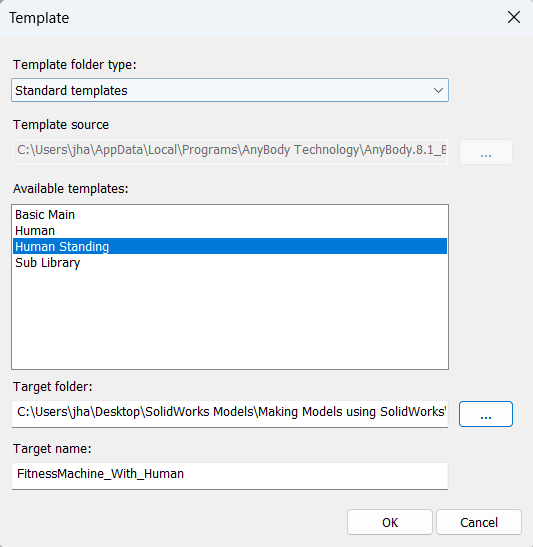 Template
Template folder type:
Standard templates
Template source
C:\Users\jha\AppData\Local\Programs\AnyBody Technology\AnyBody.8.1_B
...
Available templates:
Basic Main
Human
Human Standing
Sub Library
Target folder:
C:\Users\jha\Desktop\SolidWorks Models\Making Models using SolidWorks\
...
Target name:
FitnessMachine_With_Human
OK
Cancel